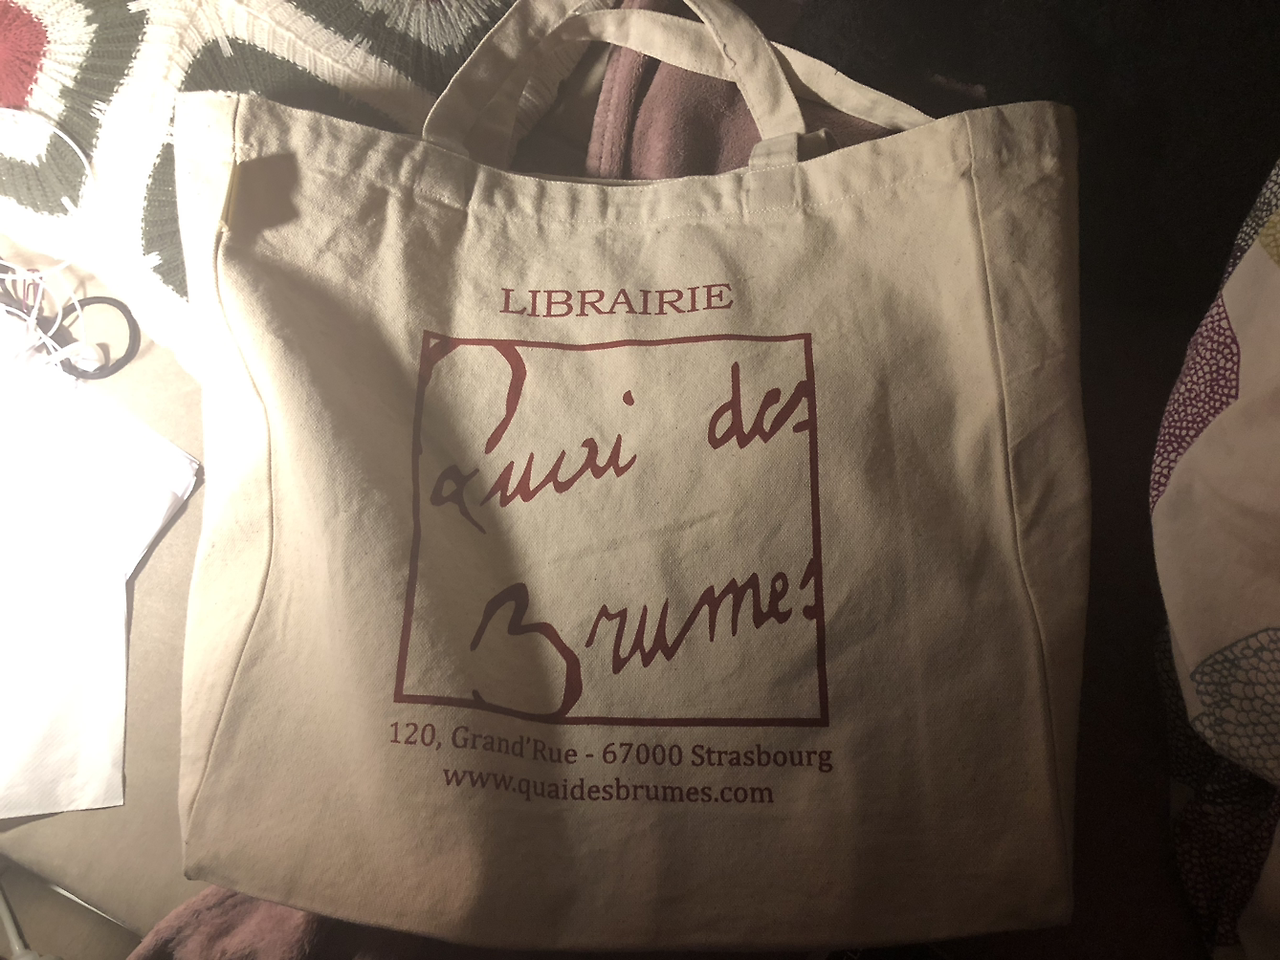 LIBRAIRIE
Quai des
Brumes
120, Grand'Rue - 67000 Strasbourg
www.quaidesbrumes.com